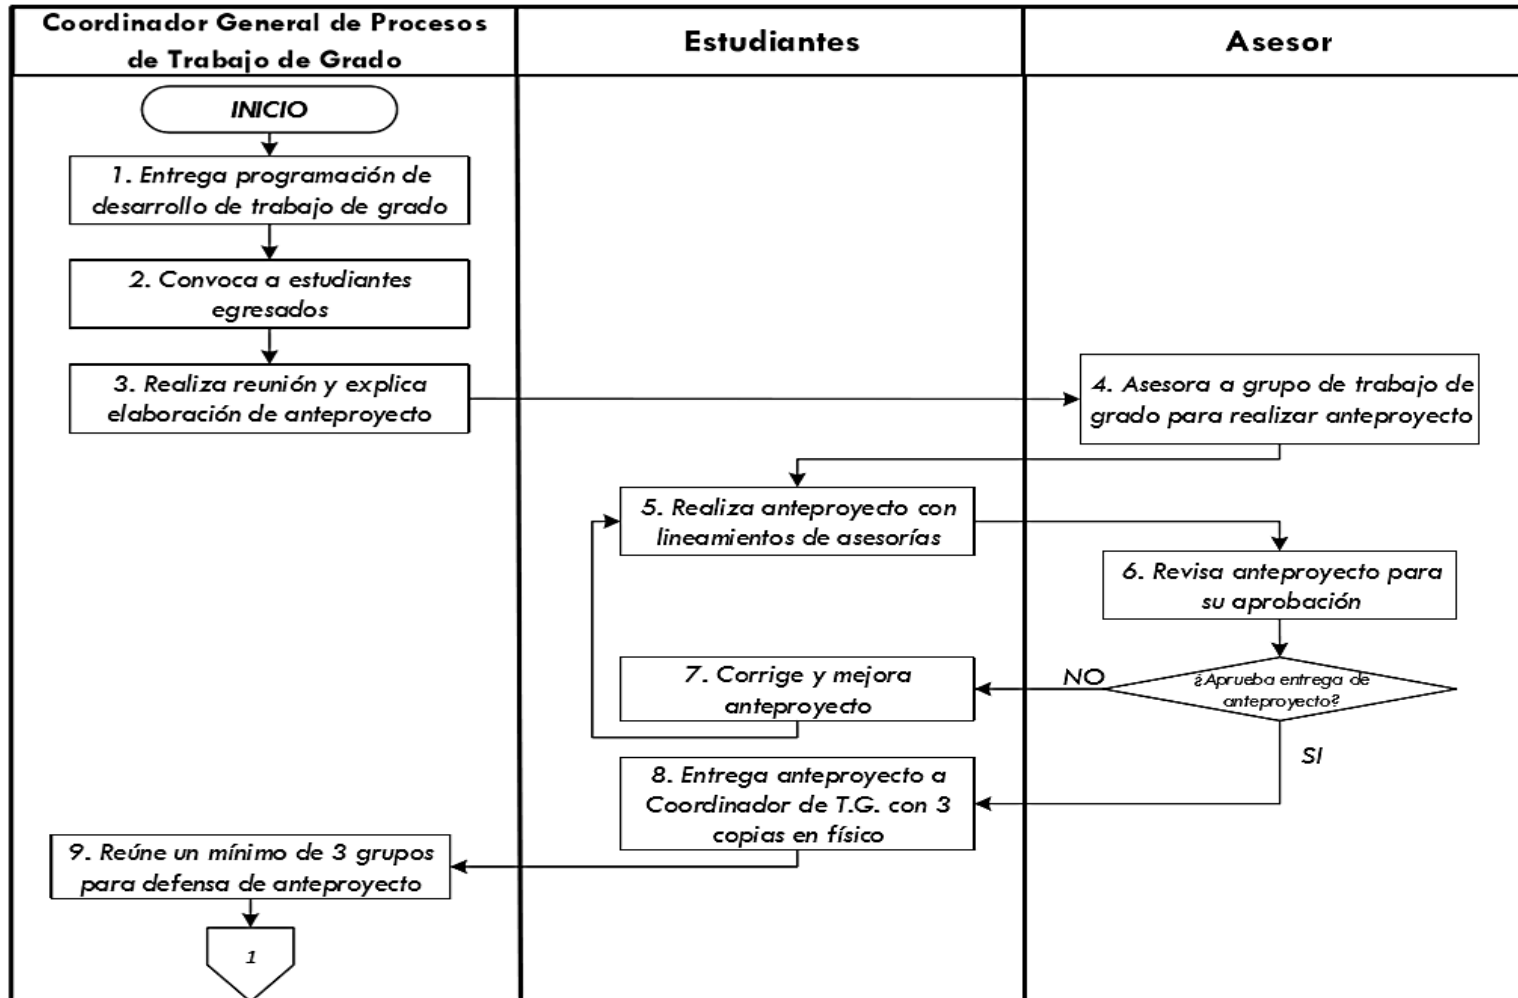 Coordinador General de Procesos
de Trabajo de Grado
Estudiantes
Asesor
INICIO
1. Entrega programación de
desarrollo de trabajo de grado
2. Convoca a estudiantes
egresados
3. Realiza reunión y explica
elaboración de anteproyecto
4. Asesora a grupo de trabajo de
grado para realizar anteproyecto
5. Realiza anteproyecto con
lineamientos de asesorías
6. Revisa anteproyecto para
su aprobación
¿Aprueba entrega de
anteproyecto?
NO
7. Corrige y mejora
anteproyecto
SI
8. Entrega anteproyecto a
Coordinador de T.G. con 3
copias en físico
9. Reúne un mínimo de 3 grupos
para defensa de anteproyecto
1